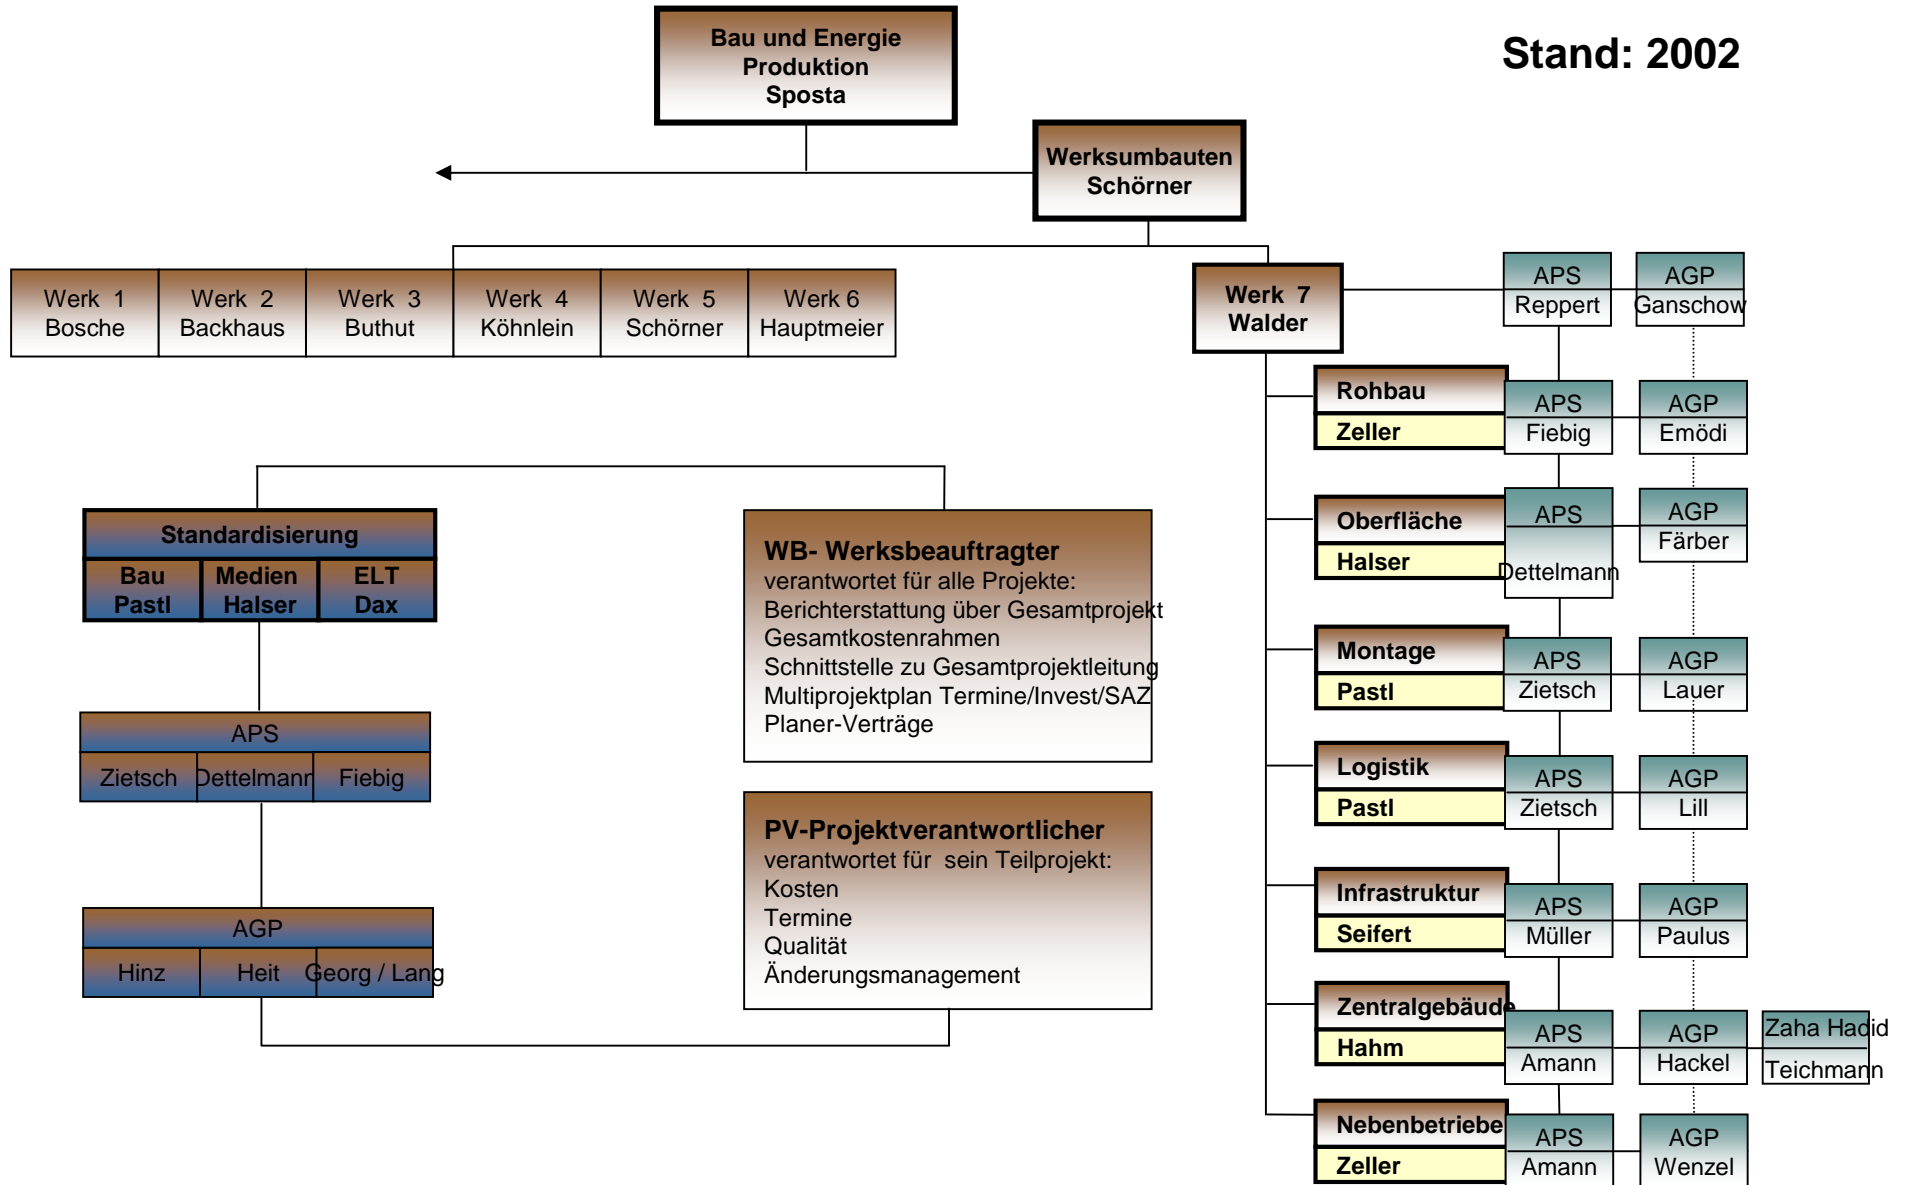 Bau und Energie
Produktion
Sposta
Stand: 2002
Werksumbauten
Schörner
Werk 1
Bosche
Werk 2
Backhaus
Werk 3
Buthut
Werk 4
Köhnlein
Werk 5
Schörner
Werk 6
Hauptmeier
Werk 7
Walder
APS
Reppert
AGP
Ganschow
Rohbau
Zeller
APS
Fiebig
AGP
Emödi
Oberfläche
Halser
APS
Dettelmann
AGP
Färber
Montage
Pastl
APS
Zietsch
AGP
Lauer
Logistik
Pastl
APS
Zietsch
AGP
Lill
Infrastruktur
Seifert
APS
Müller
AGP
Paulus
Zentralgebäude
Hahm
APS
Amann
AGP
Hackel
Zaha Hadid
Teichmann
Nebenbetriebe
Zeller
APS
Amann
AGP
Wenzel
Standardisierung
Bau
Pastl
Medien
Halser
ELT
Dax
APS
Zietsch
Dettelmann
Fiebig
AGP
Hinz
Heit
Georg / Lang
WB- Werksbeauftragter
verantwortet für alle Projekte:
Berichterstattung über Gesamtprojekt
Gesamtkostenrahmen
Schnittstelle zu Gesamtprojektleitung
Multiprojektplan Termine/Invest/SAZ
Planer-Verträge
PV-Projektverantwortlicher
verantwortet für sein Teilprojekt:
Kosten
Termine
Qualität
Änderungsmanagement